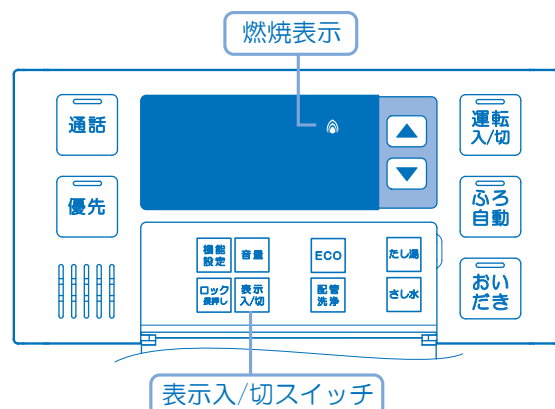 燃焼表示
通話
運転
入/切
優先
ふろ
自動
機能
設定
音量
ECO
たし湯
おい
だき
ロック
長押し
表示
入/切
配管
洗浄
さし水
表示入/切スイッチ